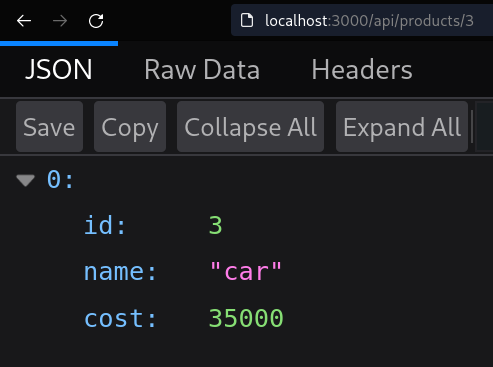 localhost:3000/api/products/3
JSON Raw Data Headers
Save Copy Collapse All Expand All
0:
id: 3
name: "car"
cost: 35000